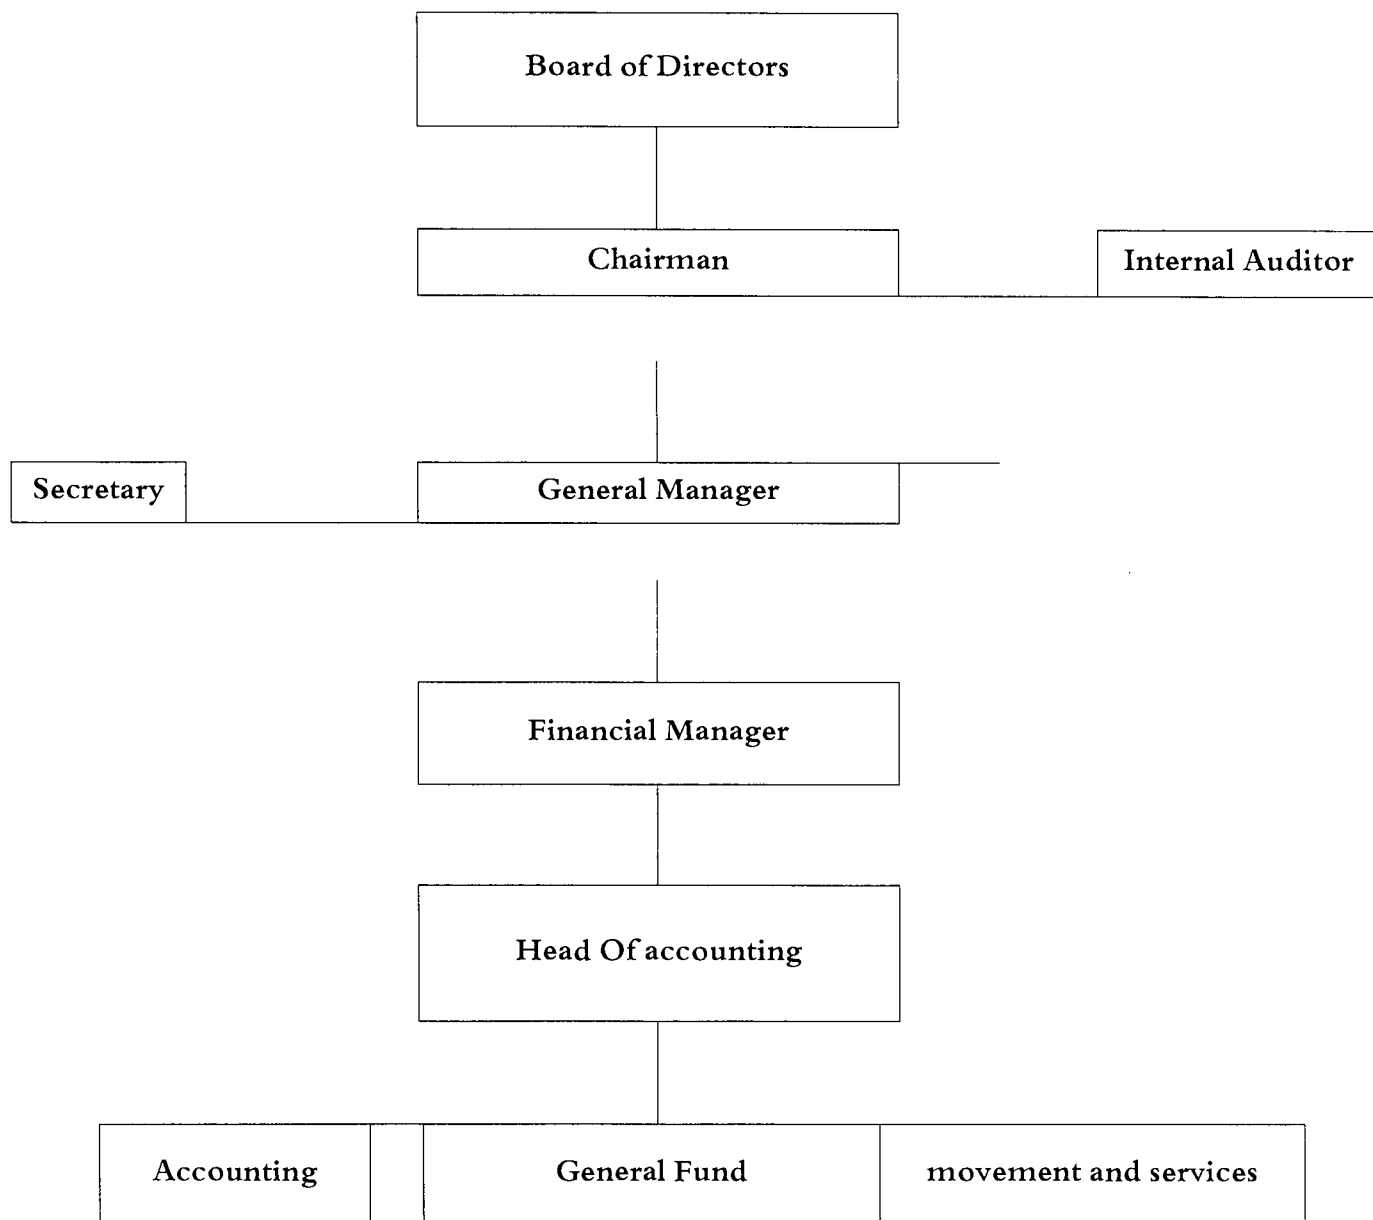 Board of Directors
Chairman
Internal Auditor
Secretary
General Manager
Financial Manager
Head Of accounting
Accounting
General Fund
movement and services